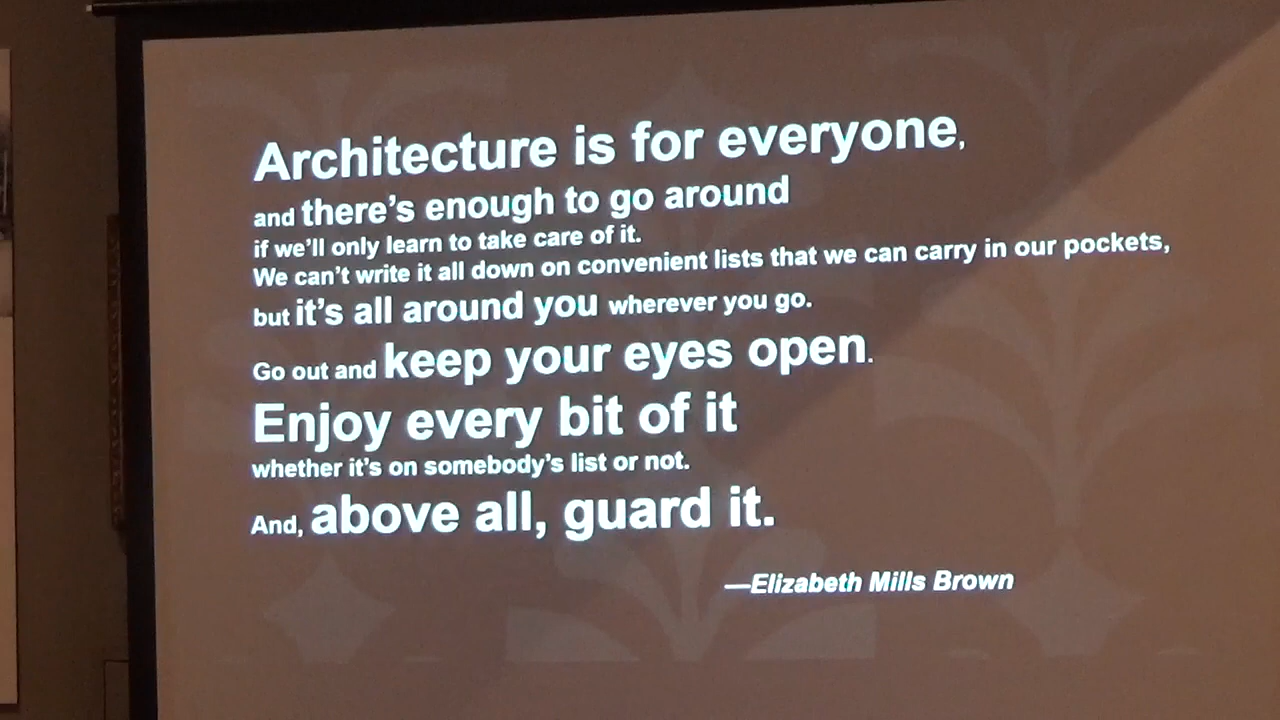 Architecture is for everyone,
and there's enough to go around
if we'll only learn to take care of it.
We can't write it all down on convenient lists that we can carry in our pockets,
but it's all around you wherever you go.
Go out and keep your eyes open.
Enjoy every bit of it
whether it's on somebody's list or not.
And, above all, guard it.
—Elizabeth Mills Brown